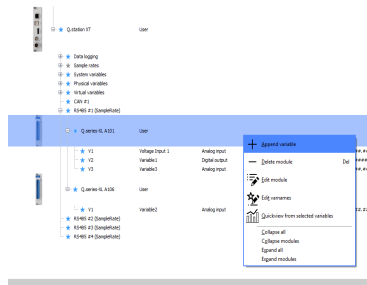 Q.station XT User
Data logging
Sample rates
System variables
Physical variables
Virtual variables
CAN #1
RS485 #1 (SampleRate)
Q.series-XL A101 User
V1 Voltage Input 1 Analog input
V2 Variable1 Digital output
V3 Variable3 Analog input
Q.series-XL A106 User
V1 Variable2 Analog input
RS485 #2 (SampleRate)
RS485 #3 (SampleRate)
RS485 #4 (SampleRate)
Append variable
Delete module Del
Edit module
Edit varnames
Quickview from selected variables
Collapse all
Collapse modules
Expand all
Expand modules